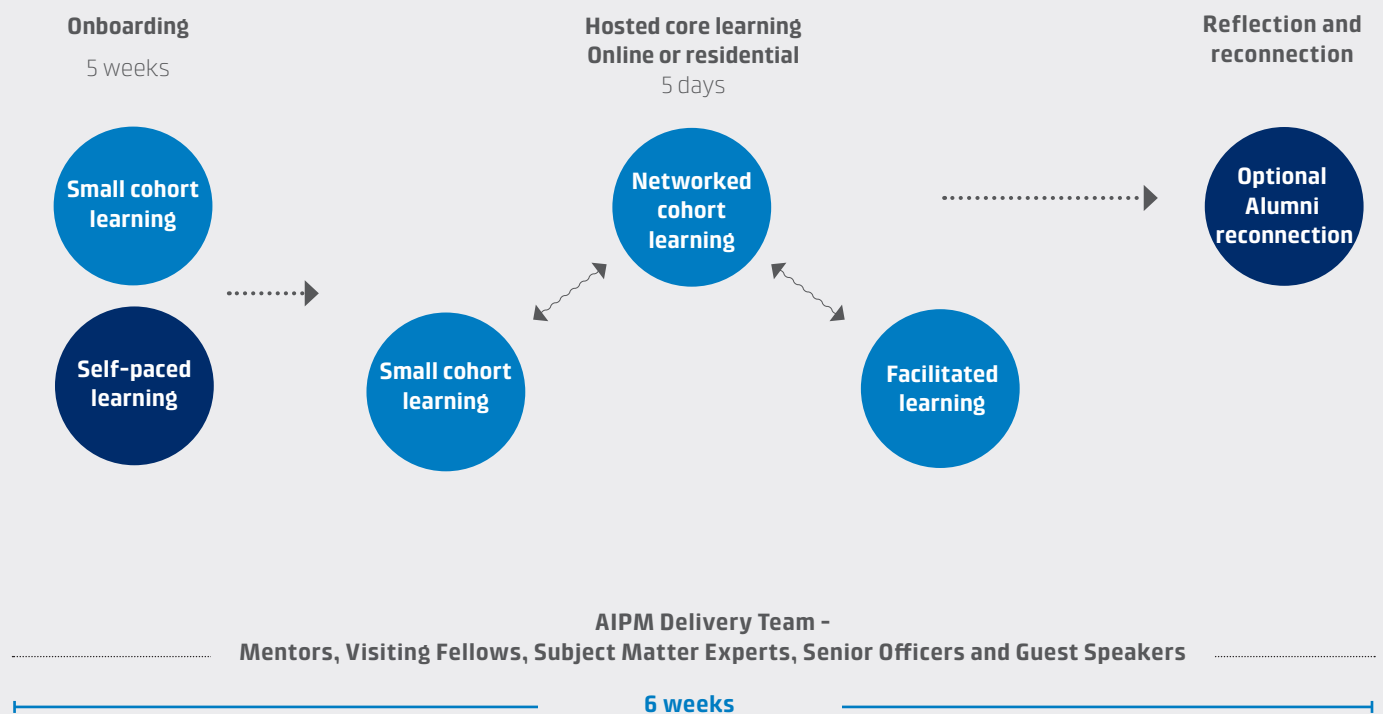 Onboarding
5 weeks
Small cohort
learning
Self-paced
learning
Hosted core learning
Online or residential
5 days
Networked
cohort
learning
Small cohort
learning
Facilitated
learning
Reflection and
reconnection
Optional
Alumni
reconnection
AIPM Delivery Team -
Mentors, Visiting Fellows, Subject Matter Experts, Senior Officers and Guest Speakers
6 weeks